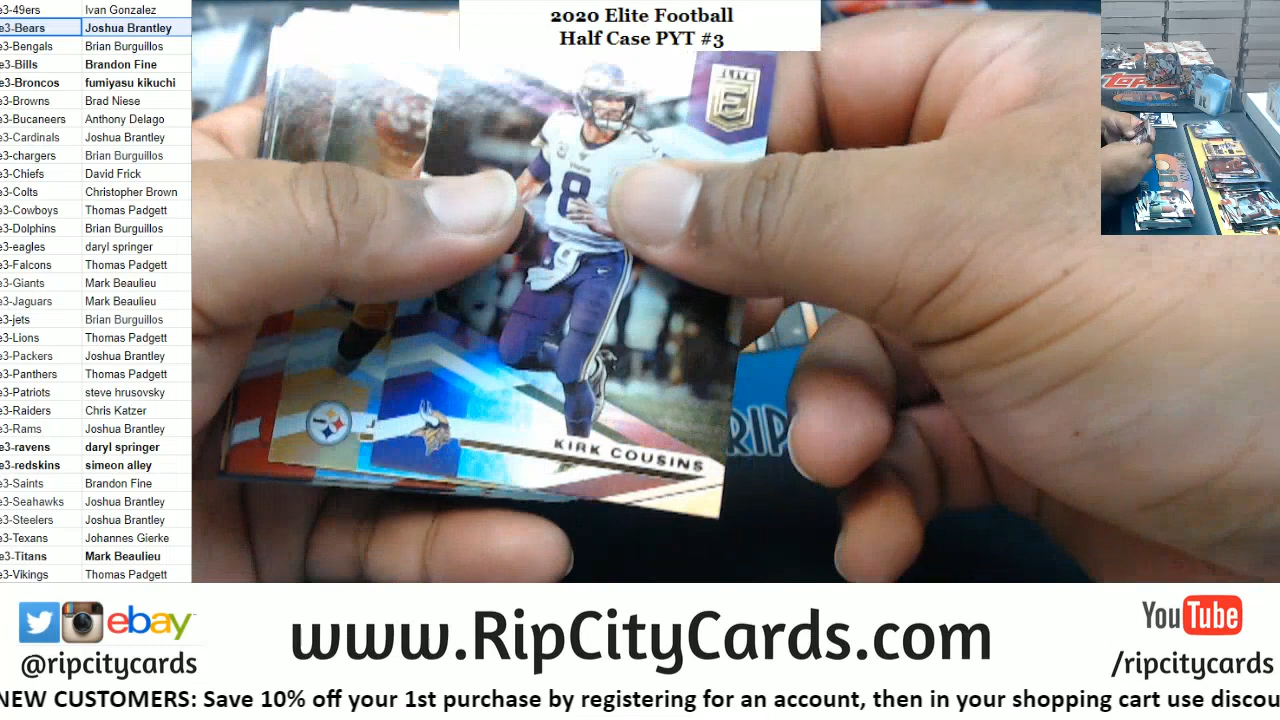 e3-49ers Ivan Gonzalez
e3-Bears Joshua Brantley
e3-Bengals Brian Burguillos
e3-Bills Brandon Fine
e3-Broncos fumiyasu kikuchi
e3-Browns Brad Niese
e3-Bucaneers Anthony Delago
e3-Cardinals Joshua Brantley
e3-chargers Brian Burguillos
e3-Chiefs David Frick
e3-Colts Christopher Brown
e3-Cowboys Thomas Padgett
e3-Dolphins Brian Burguillos
e3-eagles daryl springer
e3-Falcons Thomas Padgett
e3-Giants Mark Beaulieu
e3-Jaguars Mark Beaulieu
e3-jets Brian Burguillos
e3-Lions Thomas Padgett
e3-Packers Joshua Brantley
e3-Panthers Thomas Padgett
e3-Patriots steve hrusovsky
e3-Raiders Chris Katzer
e3-Rams Joshua Brantley
e3-ravens daryl springer
e3-redskins simeon alley
e3-Saints Brandon Fine
e3-Seahawks Joshua Brantley
e3-Steelers Joshua Brantley
e3-Texans Johannes Gierke
e3-Titans Mark Beaulieu
e3-Vikings Thomas Padgett
2020 Elite Football
Half Case PYT #3
ELITE
E
8
8
KIRK COUSINS
RIP
TOPPS
ebay
@ripcitycards
www.RipCityCards.com
YouTube
/ripcitycards
NEW CUSTOMERS: Save 10% off your 1st purchase by registering for an account, then in your shopping cart use discou